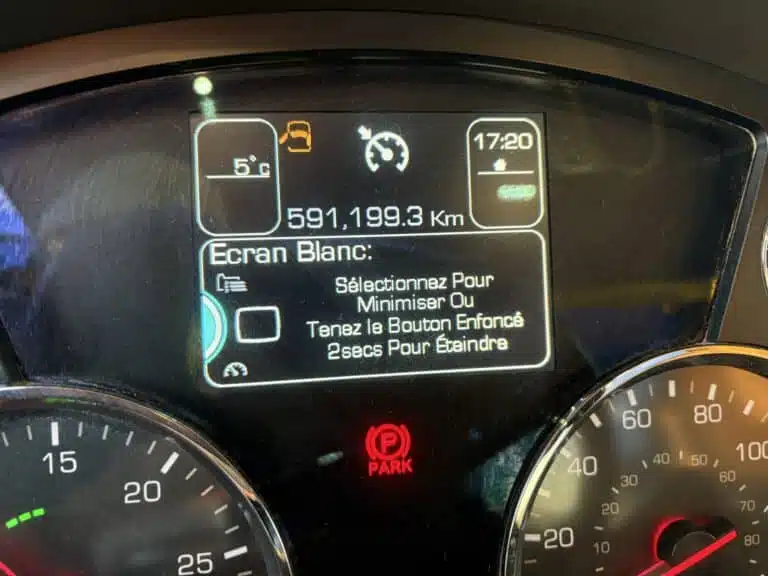 5°c
17:20
591,199.3 Km
Ecran Blanc:
Sélectionnez Pour
Minimiser Ou
Tenez le Bouton Enfoncé
2secs Pour Éteindre
P
PARK
15
20
25
20
40
60
80
100
10
20
30
40
50
60
70
80